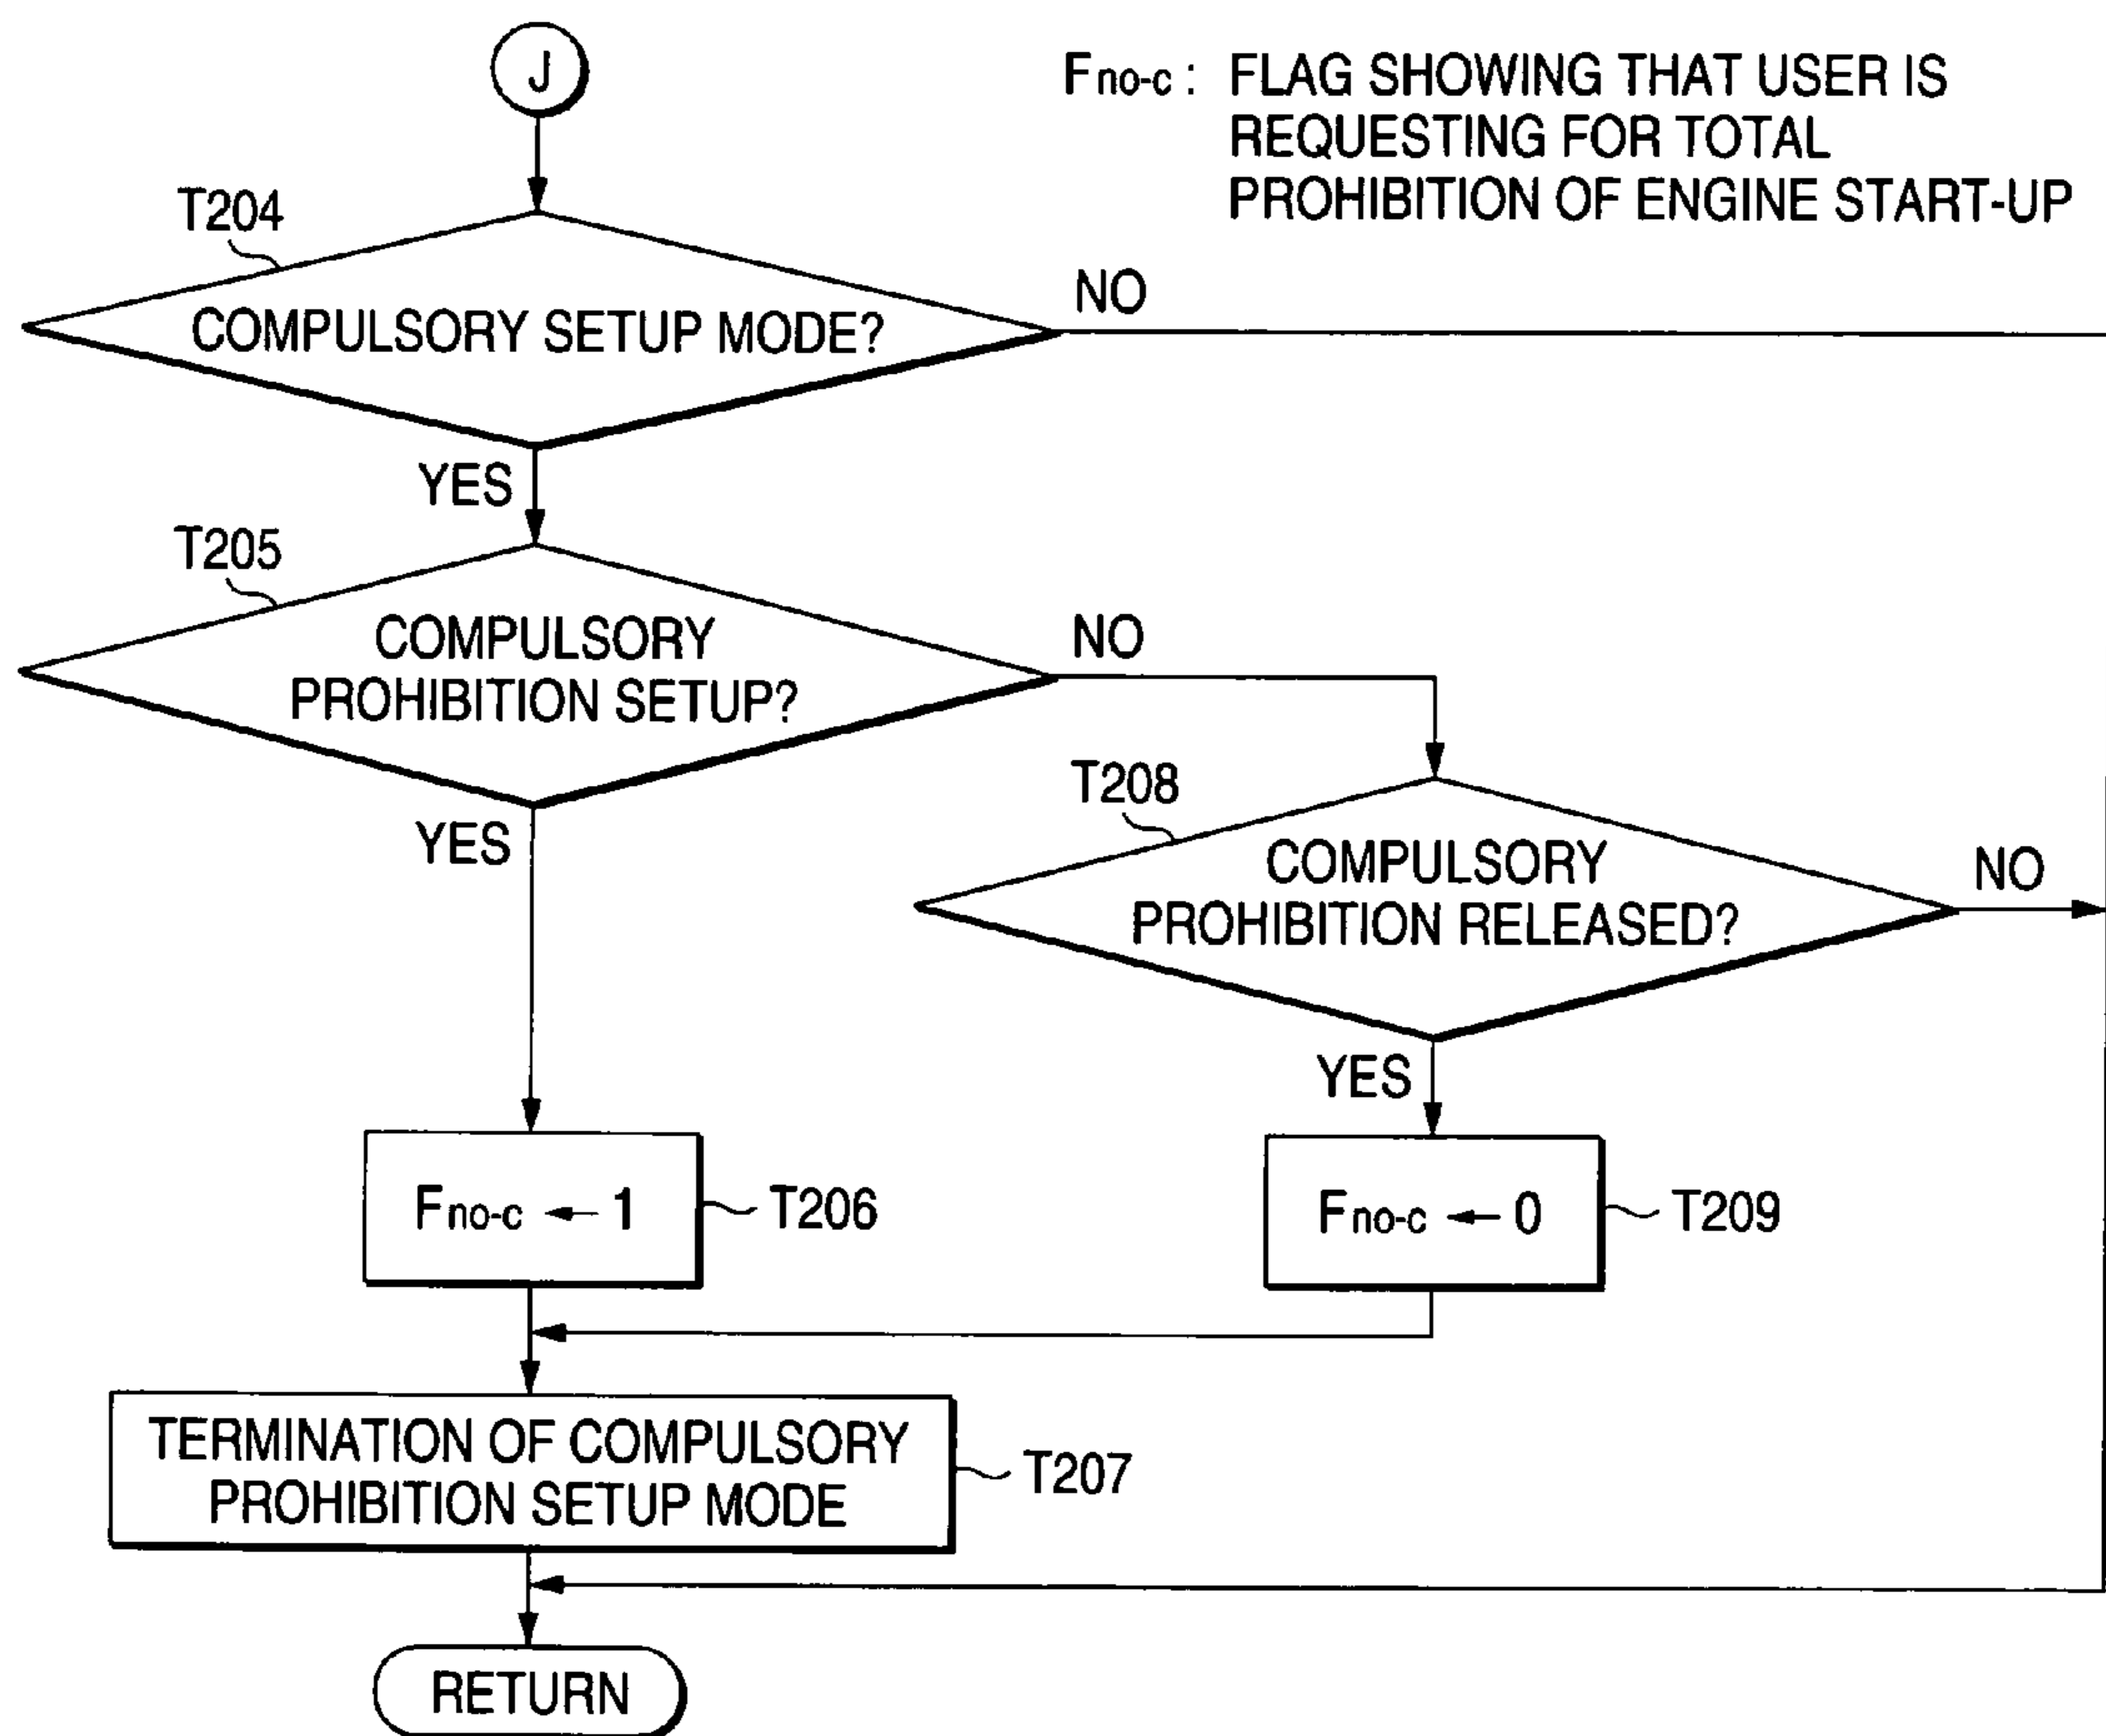 J
Fno-c : FLAG SHOWING THAT USER IS
REQUESTING FOR TOTAL
PROHIBITION OF ENGINE START-UP
T204
COMPULSORY SETUP MODE?
NO
YES
T205
COMPULSORY
PROHIBITION SETUP?
NO
YES
T208
COMPULSORY
PROHIBITION RELEASED?
NO
YES
Fno-c ← 1
T206
Fno-c ← 0
T209
TERMINATION OF COMPULSORY
PROHIBITION SETUP MODE
T207
RETURN